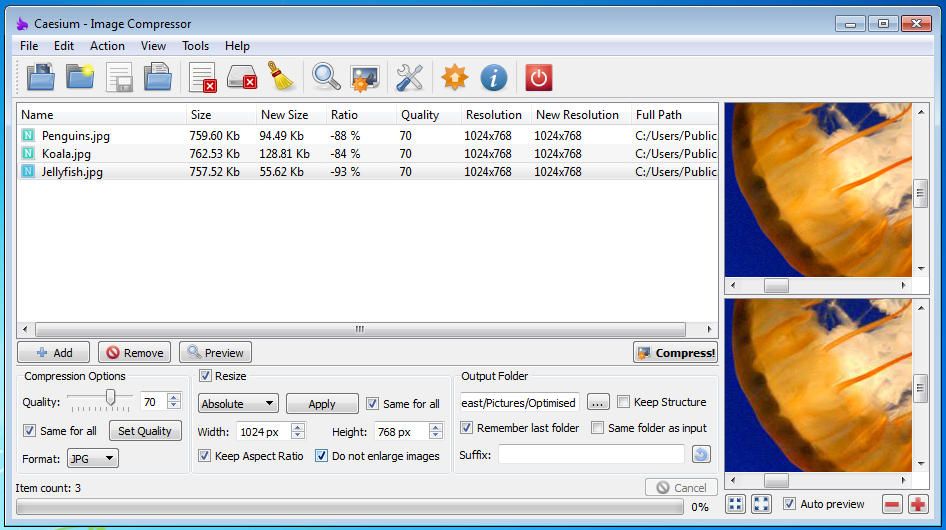 Caesium - Image Compressor
File Edit Action View Tools Help
Name Size New Size Ratio Quality Resolution New Resolution Full Path
N Penguins.jpg 759.60 Kb 94.49 Kb -88 % 70 1024x768 1024x768 C:/Users/Public
N Koala.jpg 762.53 Kb 128.81 Kb -84 % 70 1024x768 1024x768 C:/Users/Public
N Jellyfish.jpg 757.52 Kb 55.62 Kb -93 % 70 1024x768 1024x768 C:/Users/Public
Add Remove Preview Compress!
Compression Options
Quality: 70
Same for all Set Quality
Format: JPG
Resize
Absolute Apply Same for all
Width: 1024 px Height: 768 px
Keep Aspect Ratio Do not enlarge images
Output Folder
east/Pictures/Optimised ... Keep Structure
Remember last folder Same folder as input
Suffix:
Item count: 3 Cancel
0% Auto preview